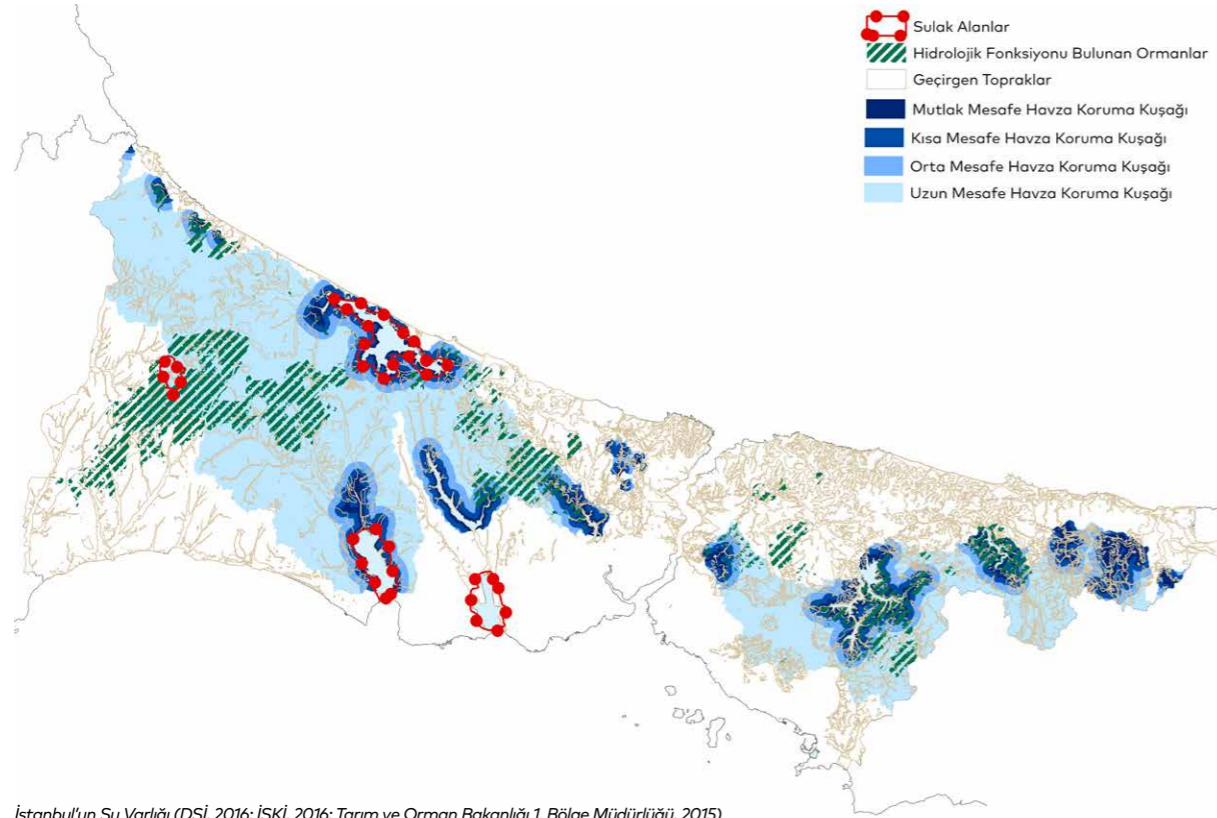 Sulak Alanlar
Hidrolojik Fonksiyonu Bulunan Ormanlar
Geçirgen Topraklar
Mutlak Mesafe Havza Koruma Kuşağı
Kısa Mesafe Havza Koruma Kuşağı
Orta Mesafe Havza Koruma Kuşağı
Uzun Mesafe Havza Koruma Kuşağı
İstanbul'un Su Varlığı (DSİ, 2016; İSKİ, 2016; Tarım ve Orman Bakanlığı 1. Bölge Müdürlüğü, 2015)